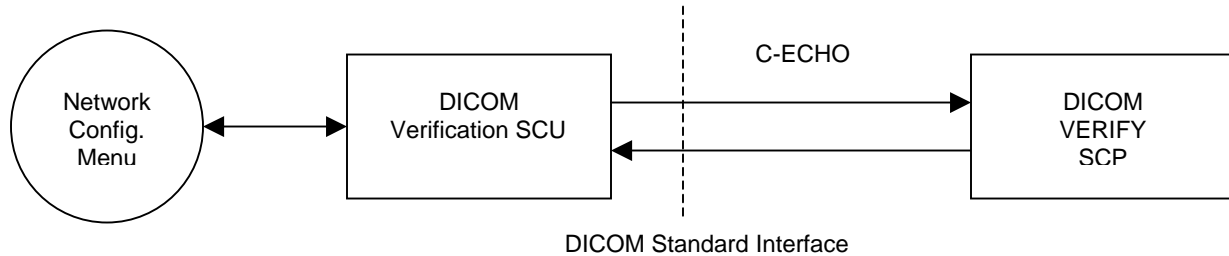 Network
Config.
Menu
DICOM
Verification SCU
C-ECHO
DICOM
VERIFY
SCP
DICOM Standard Interface